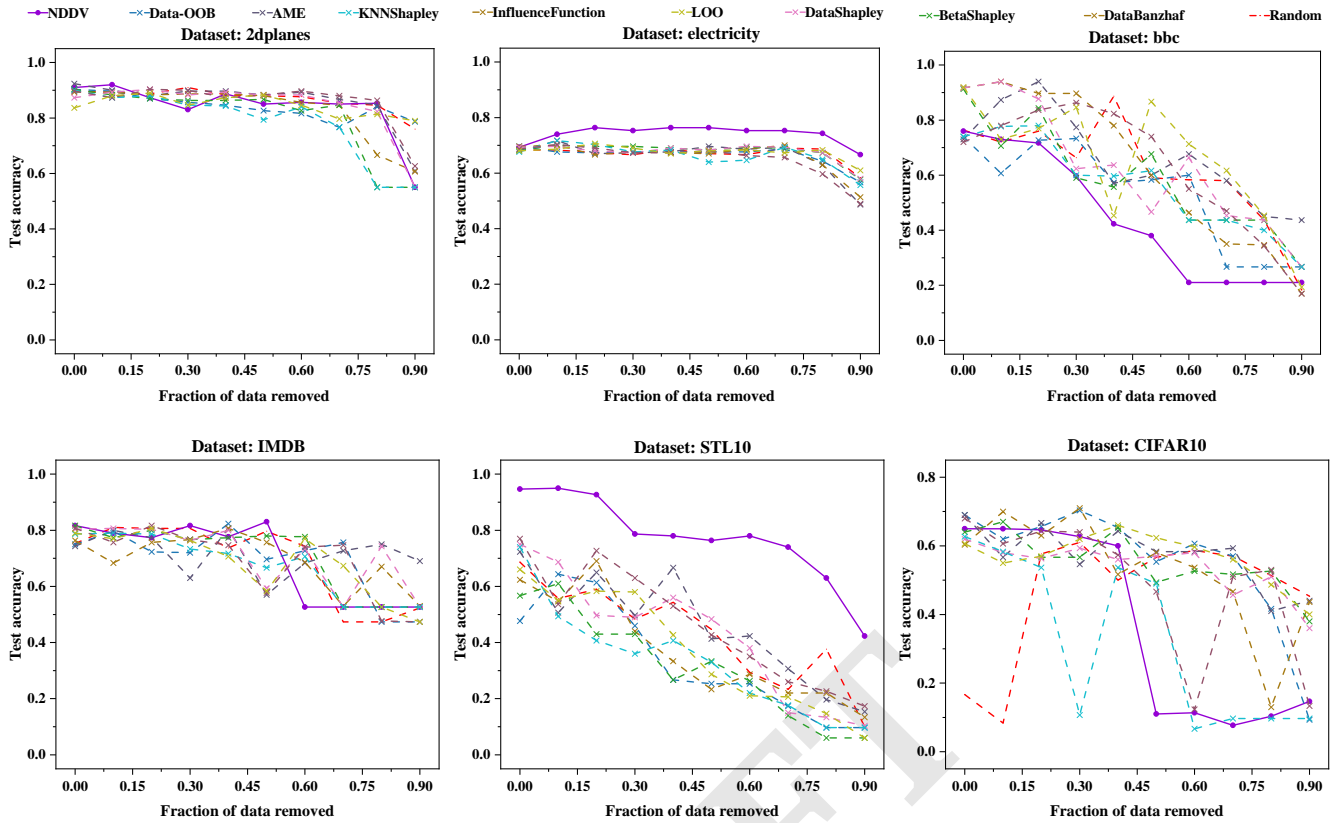 NDDV Data-OOB AME KNNShapley InfluenceFunction LOO DataShapley BetaShapley DataBanzhaf Random
Dataset: 2dplanes
1.0
0.8
0.6
0.4
0.2
0.0
Test accuracy
0.00 0.15 0.30 0.45 0.60 0.75 0.90
Fraction of data removed
Dataset: electricity
1.0
0.8
0.6
0.4
0.2
0.0
Test accuracy
0.00 0.15 0.30 0.45 0.60 0.75 0.90
Fraction of data removed
Dataset: bbc
1.0
0.8
0.6
0.4
0.2
0.0
Test accuracy
0.00 0.15 0.30 0.45 0.60 0.75 0.90
Fraction of data removed
Dataset: IMDB
1.0
0.8
0.6
0.4
0.2
0.0
Test accuracy
0.00 0.15 0.30 0.45 0.60 0.75 0.90
Fraction of data removed
Dataset: STL10
1.0
0.8
0.6
0.4
0.2
0.0
Test accuracy
0.00 0.15 0.30 0.45 0.60 0.75 0.90
Fraction of data removed
Dataset: CIFAR10
0.8
0.6
0.4
0.2
0.0
Test accuracy
0.00 0.15 0.30 0.45 0.60 0.75 0.90
Fraction of data removed